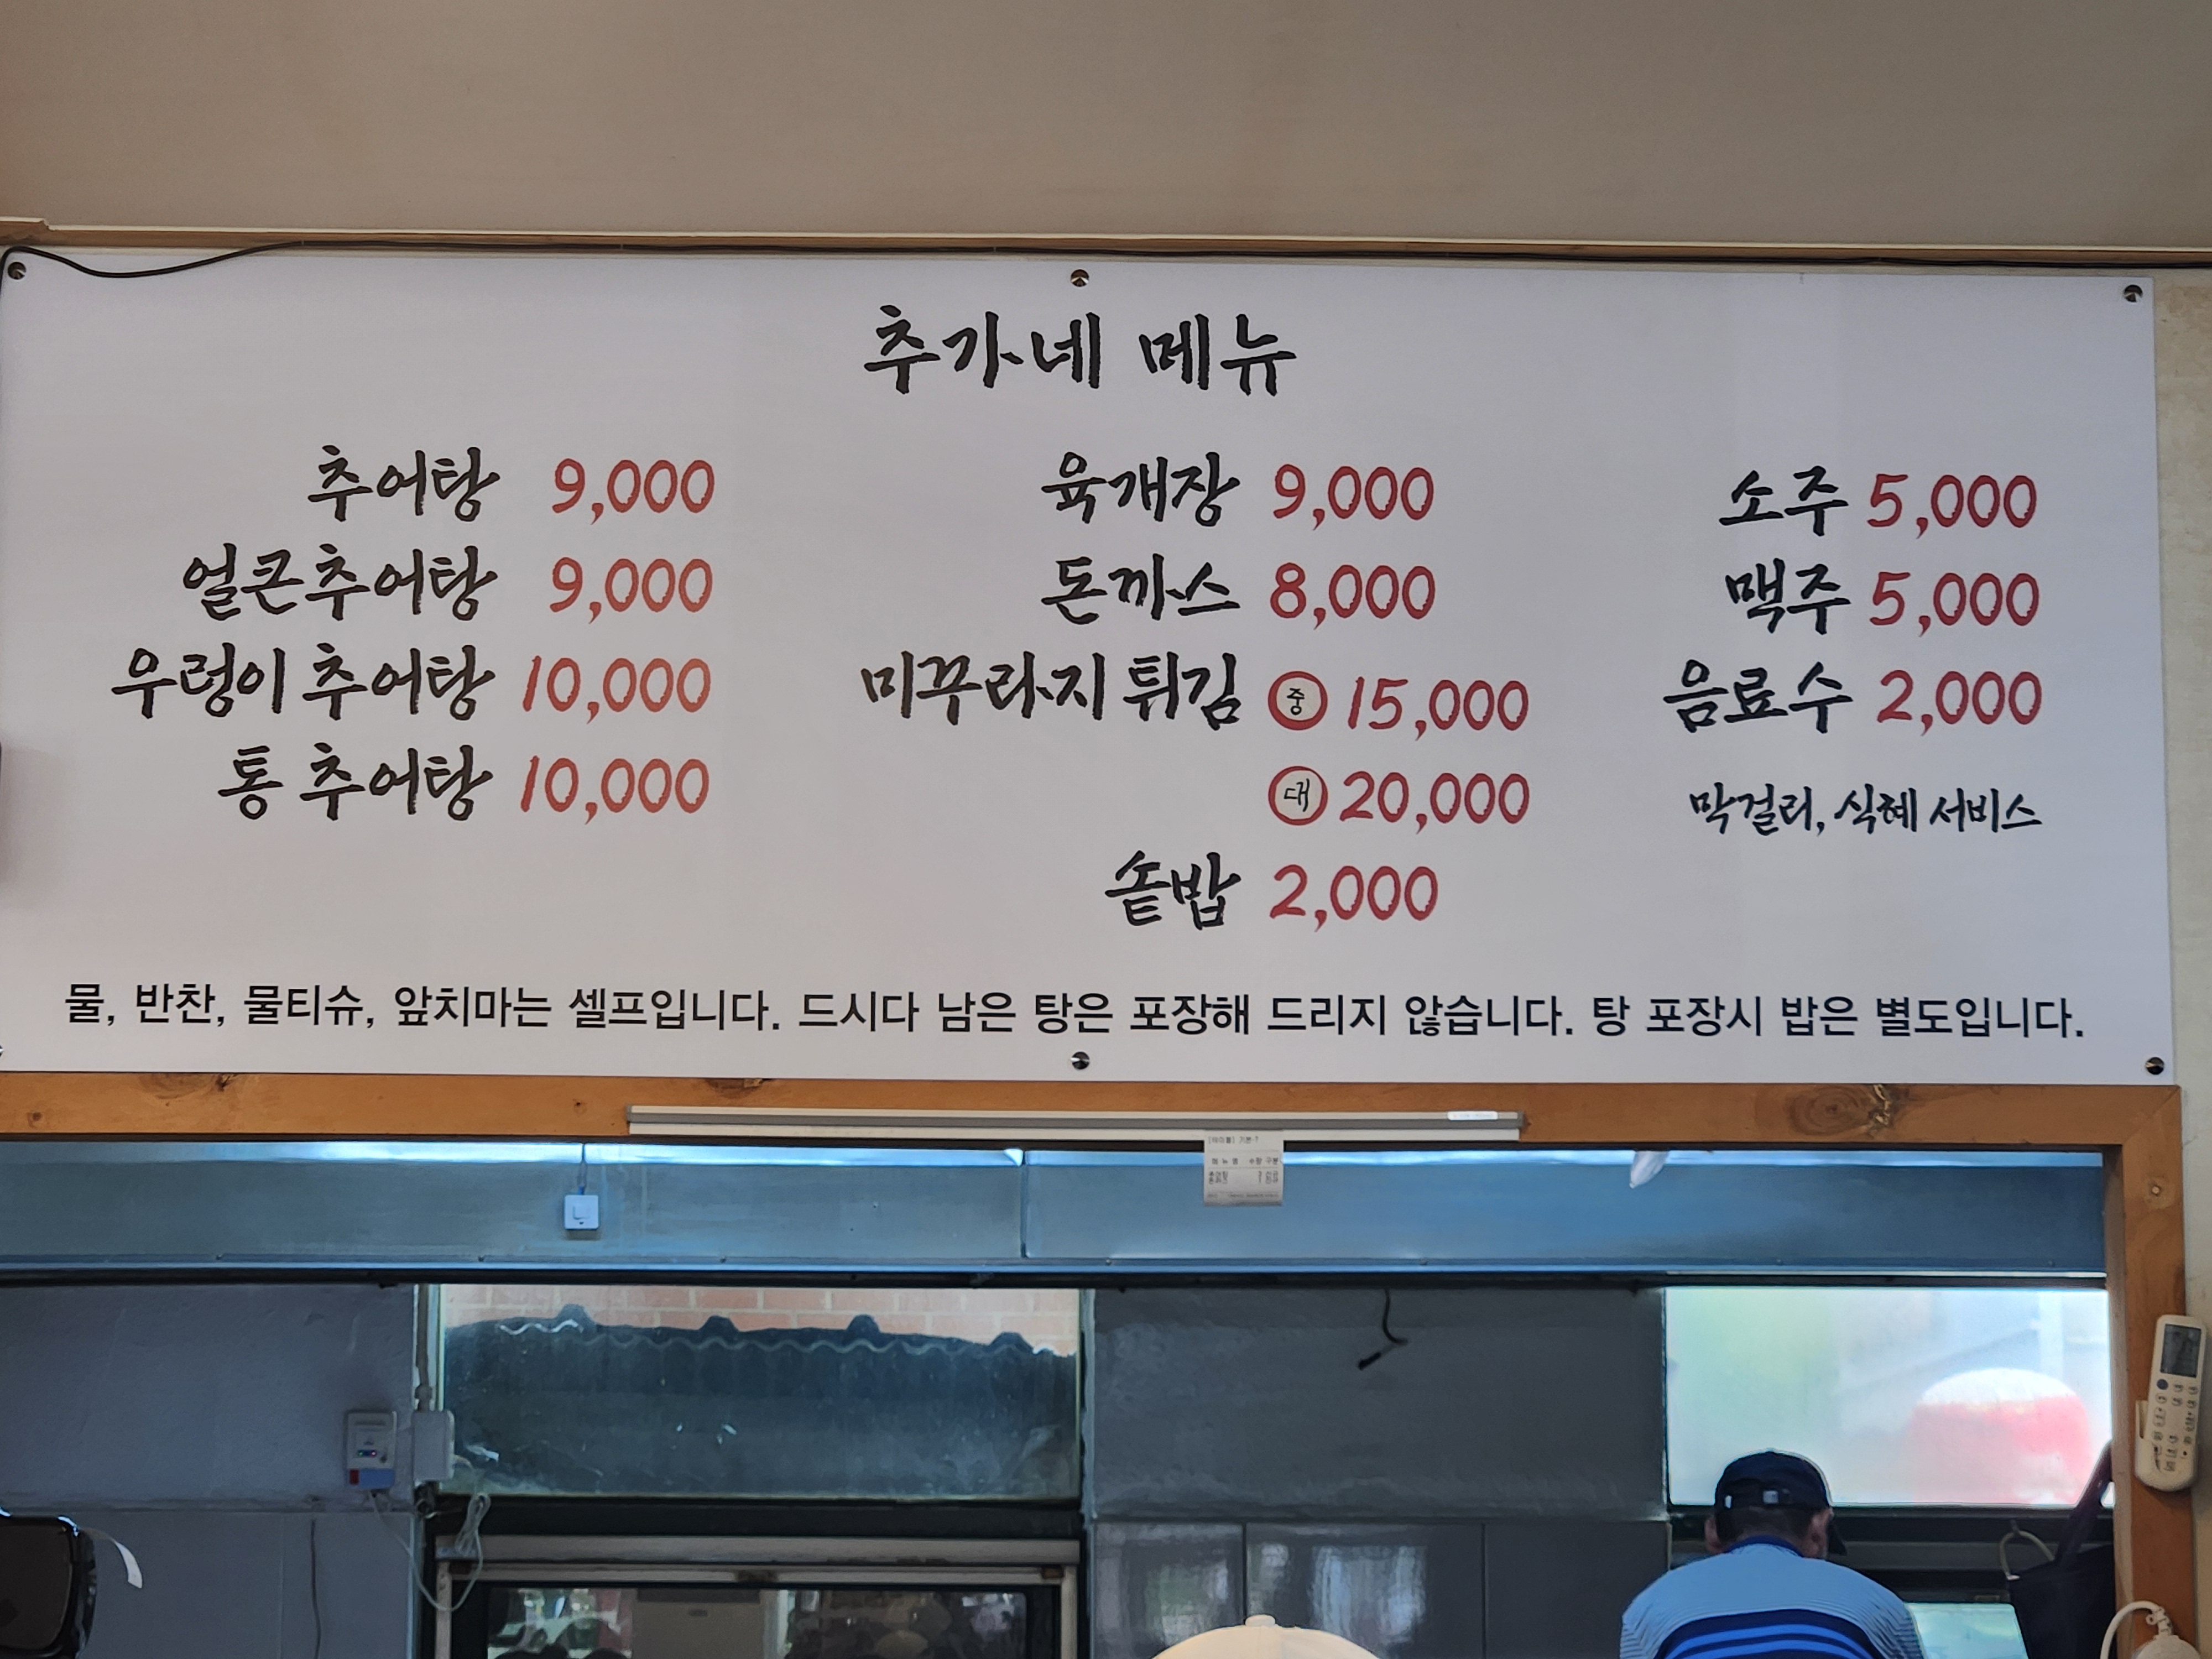 추가네 메뉴
추어탕 9,000
얼큰추어탕 9,000
우렁이 추어탕 10,000
통 추어탕 10,000
육개장 9,000
돈까스 8,000
미꾸라지 튀김 중 15,000
대 20,000
솥밥 2,000
소주 5,000
맥주 5,000
음료수 2,000
막걸리, 식혜 서비스
물, 반찬, 물티슈, 앞치마는 셀프입니다. 드시다 남은 탕은 포장해 드리지 않습니다. 탕 포장시 밥은 별도입니다.